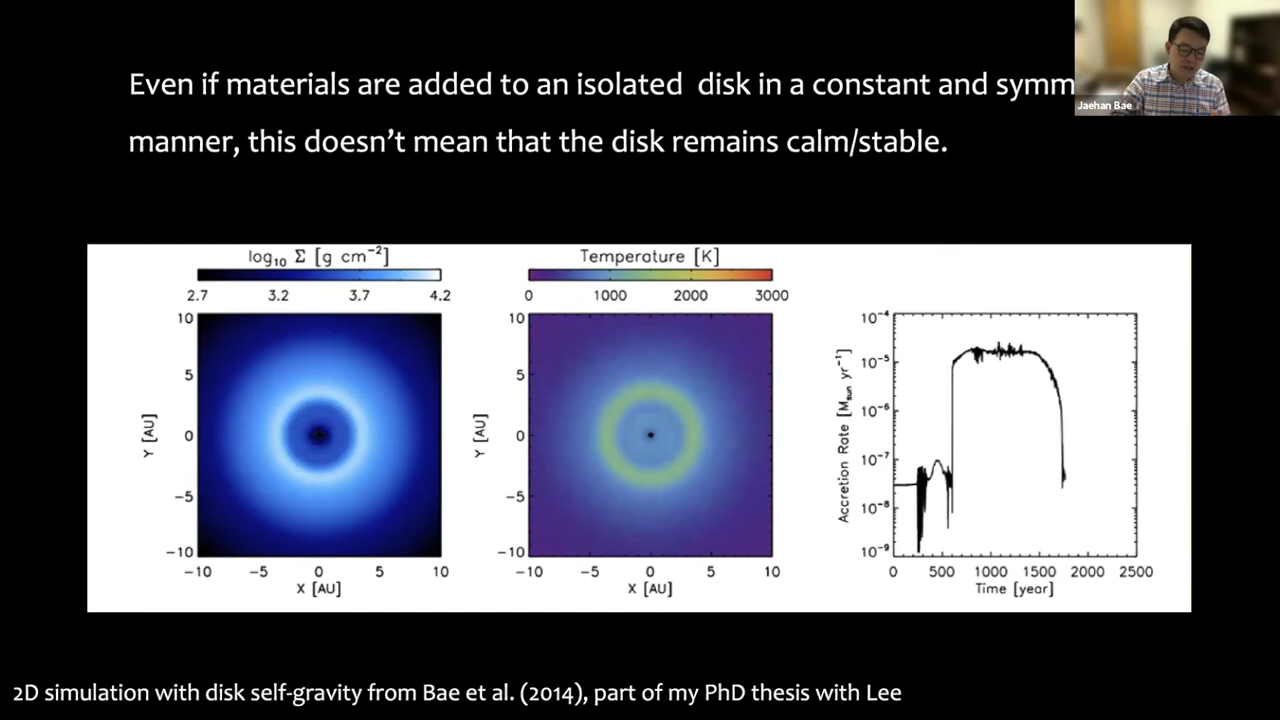 Even if materials are added to an isolated disk in a constant and symm
Jaehan Bae
manner, this doesn't mean that the disk remains calm/stable.
log₁₀ Σ [g cm⁻²]
2.7 3.2 3.7 4.2
Temperature [K]
0 1000 2000 3000
10
5
0
−5
−10
Y [AU]
−10 −5 0 5 10
X [AU]
10
5
0
−5
−10
Y [AU]
−10 −5 0 5 10
X [AU]
10⁻⁴
10⁻⁵
10⁻⁶
10⁻⁷
10⁻⁸
10⁻⁹
Accretion Rate [M_sun yr⁻¹]
0 500 1000 1500 2000 2500
Time [year]
2D simulation with disk self-gravity from Bae et al. (2014), part of my PhD thesis with Lee